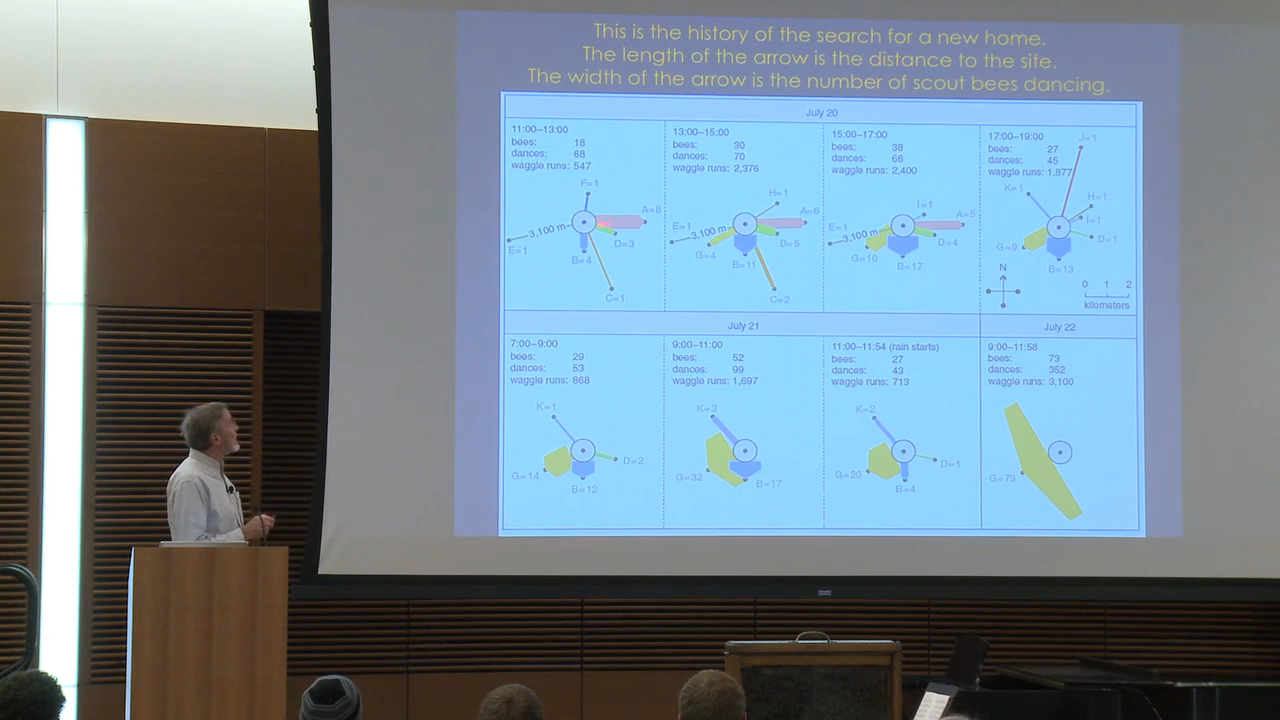 This is the history of the search for a new home.
The length of the arrow is the distance to the site.
The width of the arrow is the number of scout bees dancing.
July 20
11:00–13:00
bees: 18
dances: 68
waggle runs: 547
F=1
A=8
3,100 m
E=1
D=3
B=4
C=1
13:00–15:00
bees: 30
dances: 70
waggle runs: 2,376
H=1
A=6
E=1
3,100 m
D=5
G=4
B=11
C=2
15:00–17:00
bees: 38
dances: 66
waggle runs: 2,400
I=1
A=5
E=1
3,100 m
D=4
G=10
B=17
17:00–19:00
bees: 27
dances: 45
waggle runs: 1,877
J=1
K=1
H=1
I=1
D=1
G=9
B=13
N
0 1 2
kilometers
July 21
July 22
7:00–9:00
bees: 29
dances: 53
waggle runs: 868
K=1
D=2
G=14
B=12
9:00–11:00
bees: 52
dances: 99
waggle runs: 1,697
K=3
G=32
B=17
11:00–11:54 (rain starts)
bees: 27
dances: 43
waggle runs: 713
K=2
D=1
G=20
B=4
9:00–11:58
bees: 73
dances: 352
waggle runs: 3,100
G=73